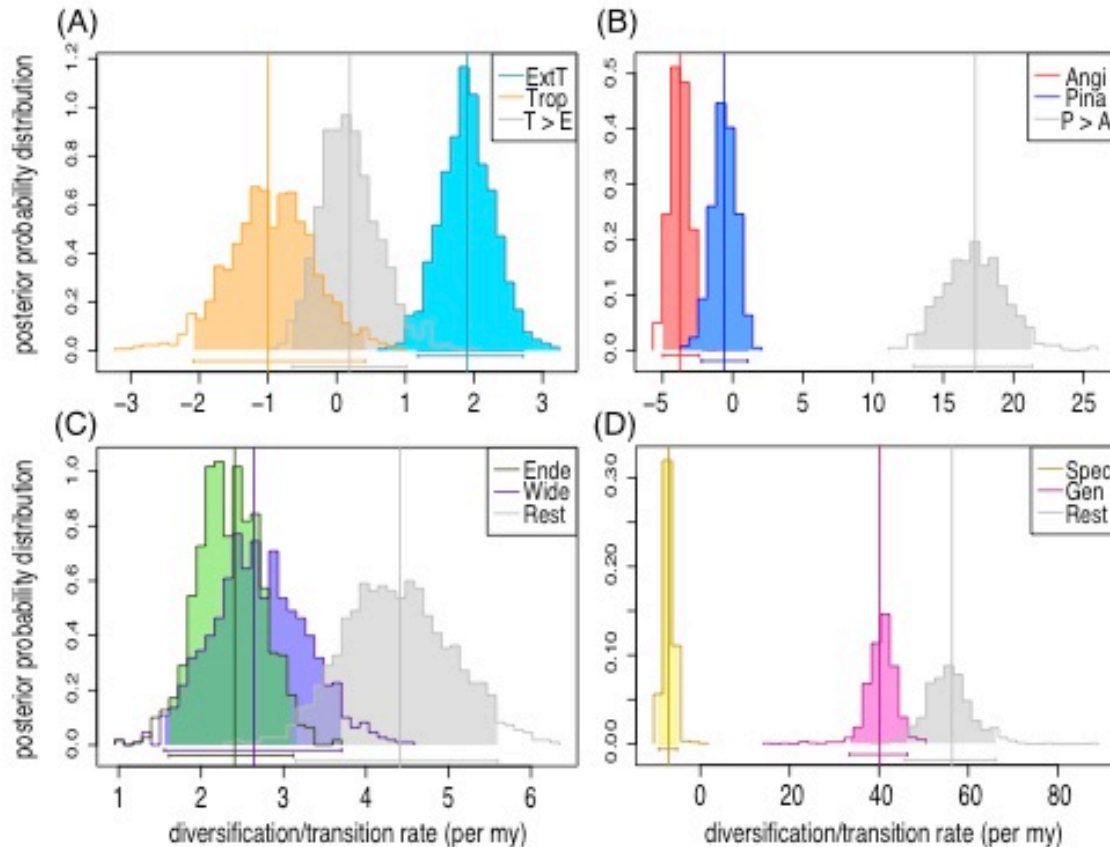 (A)
posterior probability distribution
0.0 0.2 0.4 0.6 0.8 1.0 1.2
ExtT
Trop
T > E
−3 −2 −1 0 1 2 3
(B)
0.0 0.1 0.2 0.3 0.4 0.5
Angi
Pina
P > A
−5 0 5 10 15 20 25
(C)
posterior probability distribution
0.0 0.2 0.4 0.6 0.8 1.0
Ende
Wide
Rest
1 2 3 4 5 6
diversification/transition rate (per my)
(D)
0.00 0.10 0.20 0.30
Spec
Gen
Rest
0 20 40 60 80
diversification/transition rate (per my)